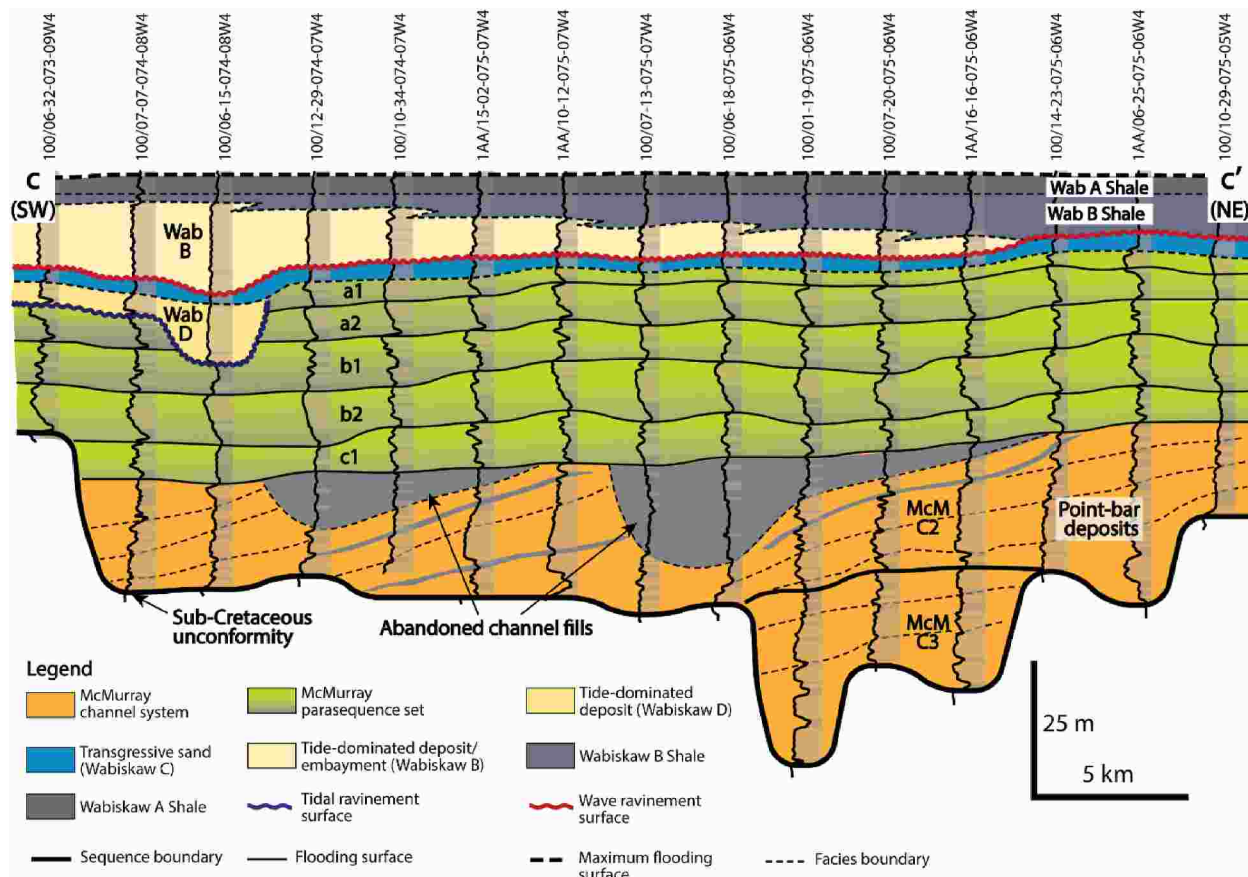 100/06-32-073-09W4
100/07-07-074-08W4
100/06-15-074-08W4
100/12-29-074-07W4
100/10-34-074-07W4
1AA/15-02-075-07W4
1AA/10-12-075-07W4
100/07-13-075-07W4
100/06-18-075-06W4
100/01-19-075-06W4
100/07-20-075-06W4
1AA/16-16-075-06W4
100/14-23-075-06W4
1AA/06-25-075-06W4
100/10-29-075-05W4
C
(SW)
C'
(NE)
Wab A Shale
Wab B Shale
Wab
B
Wab
D
a1
a2
b1
b2
c1
McM
C2
Point-bar
deposits
McM
C3
Sub-Cretaceous
unconformity
Abandoned channel fills
25 m
5 km
Legend
McMurray
channel system
McMurray
parasequence set
Tide-dominated
deposit (Wabiskaw D)
Transgressive sand
(Wabiskaw C)
Tide-dominated deposit/
embayment (Wabiskaw B)
Wabiskaw B Shale
Wabiskaw A Shale
Tidal ravinement
surface
Wave ravinement
surface
Sequence boundary
Flooding surface
Maximum flooding
surface
Facies boundary